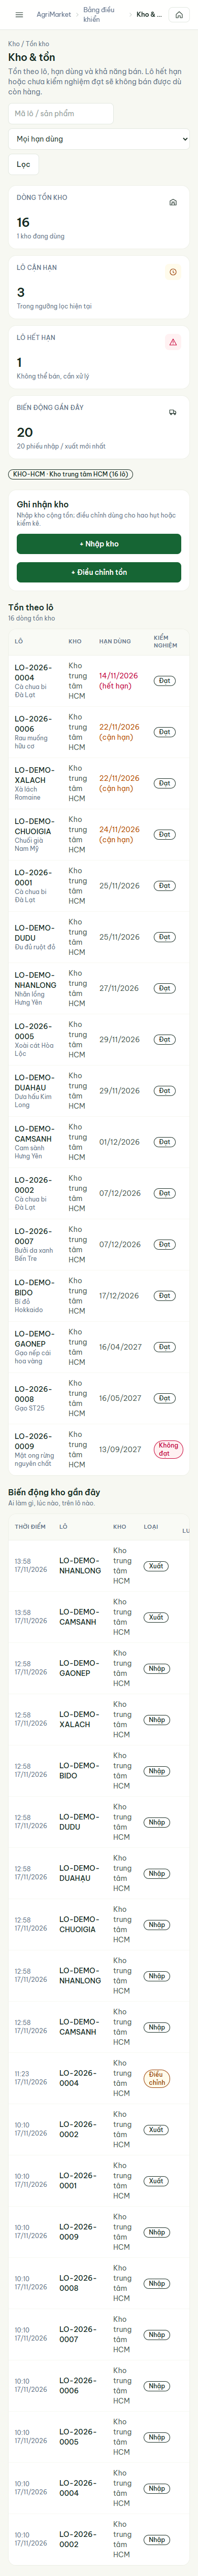 AgriMarket › Bảng điều khiển › Kho & ...
Kho / Tồn kho
Kho & tồn
Tồn theo lô, hạn dùng và khả năng bán. Lô hết hạn
hoặc chưa kiểm nghiệm đạt sẽ không bán được dù
còn hàng.
Mã lô / sản phẩm
Mọi hạn dùng
Lọc
DÒNG TỒN KHO
16
1 kho đang dùng
LÔ CẬN HẠN
3
Trong ngưỡng lọc hiện tại
LÔ HẾT HẠN
1
Không thể bán, cần xử lý
BIẾN ĐỘNG GẦN ĐÂY
20
20 phiếu nhập / xuất mới nhất
KHO-HCM · Kho trung tâm HCM (16 lô)
Ghi nhận kho
Nhập kho cộng tồn; điều chỉnh dùng cho hao hụt hoặc
kiểm kê.
+ Nhập kho
+ Điều chỉnh tồn
Tồn theo lô
16 dòng tồn kho
LÔ KHO HẠN DÙNG KIỂM NGHIỆM
LO-2026-0004 Cà chua bi Đà Lạt Kho trung tâm HCM 14/11/2026 (hết hạn) Đạt
LO-2026-0006 Rau muống hữu cơ Kho trung tâm HCM 22/11/2026 (cận hạn) Đạt
LO-DEMO-XALACH Xà lách Romaine Kho trung tâm HCM 22/11/2026 (cận hạn) Đạt
LO-DEMO-CHUOIGIA Chuối già Nam Mỹ Kho trung tâm HCM 24/11/2026 (cận hạn) Đạt
LO-2026-0001 Cà chua bi Đà Lạt Kho trung tâm HCM 25/11/2026 Đạt
LO-DEMO-DUDU Đu đủ ruột đỏ Kho trung tâm HCM 25/11/2026 Đạt
LO-DEMO-NHANLONG Nhãn lồng Hưng Yên Kho trung tâm HCM 27/11/2026 Đạt
LO-2026-0005 Xoài cát Hòa Lộc Kho trung tâm HCM 29/11/2026 Đạt
LO-DEMO-DUAHAU Dưa hấu Kim Long Kho trung tâm HCM 29/11/2026 Đạt
LO-DEMO-CAMSANH Cam sành Hưng Yên Kho trung tâm HCM 01/12/2026 Đạt
LO-2026-0002 Cà chua bi Đà Lạt Kho trung tâm HCM 07/12/2026 Đạt
LO-2026-0007 Bưởi da xanh Bến Tre Kho trung tâm HCM 07/12/2026 Đạt
LO-DEMO-BIDO Bí đỏ Hokkaido Kho trung tâm HCM 17/12/2026 Đạt
LO-DEMO-GAONEP Gạo nếp cái hoa vàng Kho trung tâm HCM 16/04/2027 Đạt
LO-2026-0008 Gạo ST25 Kho trung tâm HCM 16/05/2027 Đạt
LO-2026-0009 Mật ong rừng nguyên chất Kho trung tâm HCM 13/09/2027 Không đạt
Biến động kho gần đây
Ai làm gì, lúc nào, trên lô nào.
THỜI ĐIỂM LÔ KHO LOẠI
13:58 17/11/2026 LO-DEMO-NHANLONG Kho trung tâm HCM Xuất
13:58 17/11/2026 LO-DEMO-CAMSANH Kho trung tâm HCM Xuất
12:58 17/11/2026 LO-DEMO-GAONEP Kho trung tâm HCM Nhập
12:58 17/11/2026 LO-DEMO-XALACH Kho trung tâm HCM Nhập
12:58 17/11/2026 LO-DEMO-BIDO Kho trung tâm HCM Nhập
12:58 17/11/2026 LO-DEMO-DUDU Kho trung tâm HCM Nhập
12:58 17/11/2026 LO-DEMO-DUAHAU Kho trung tâm HCM Nhập
12:58 17/11/2026 LO-DEMO-CHUOIGIA Kho trung tâm HCM Nhập
12:58 17/11/2026 LO-DEMO-NHANLONG Kho trung tâm HCM Nhập
12:58 17/11/2026 LO-DEMO-CAMSANH Kho trung tâm HCM Nhập
11:23 17/11/2026 LO-2026-0004 Kho trung tâm HCM Điều chỉnh
10:10 17/11/2026 LO-2026-0002 Kho trung tâm HCM Xuất
10:10 17/11/2026 LO-2026-0001 Kho trung tâm HCM Xuất
10:10 17/11/2026 LO-2026-0009 Kho trung tâm HCM Nhập
10:10 17/11/2026 LO-2026-0008 Kho trung tâm HCM Nhập
10:10 17/11/2026 LO-2026-0007 Kho trung tâm HCM Nhập
10:10 17/11/2026 LO-2026-0006 Kho trung tâm HCM Nhập
10:10 17/11/2026 LO-2026-0005 Kho trung tâm HCM Nhập
10:10 17/11/2026 LO-2026-0004 Kho trung tâm HCM Nhập
10:10 17/11/2026 LO-2026-0002 Kho trung tâm HCM Nhập